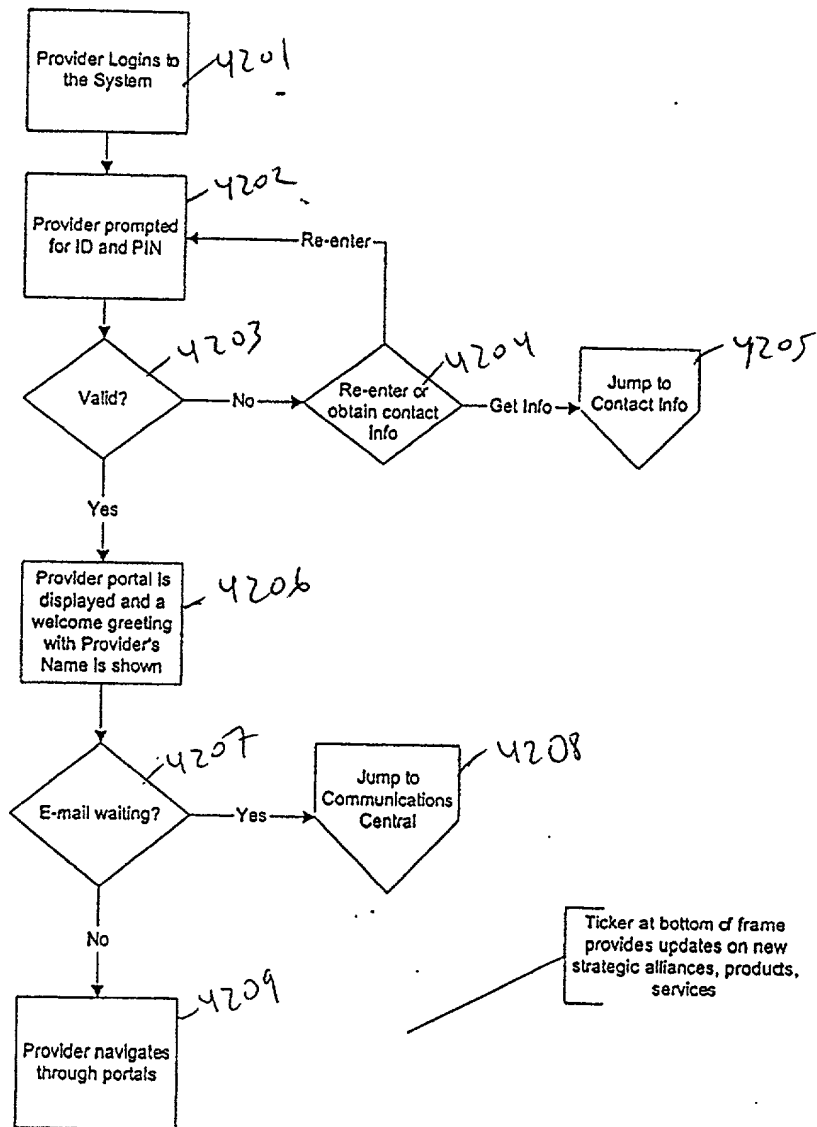 Provider Logins to
the System
4201
4202
Provider prompted
for ID and PIN
Re-enter
4203
Valid?
No
4204
Re-enter or
obtain contact
info
Get Info
4205
Jump to
Contact Info
Yes
Provider portal is
displayed and a
welcome greeting
with Provider's
Name is shown
4206
4207
E-mail waiting?
Yes
Jump to
Communications
Central
4208
No
Ticker at bottom of frame
provides updates on new
strategic alliances, products,
services
4209
Provider navigates
through portals